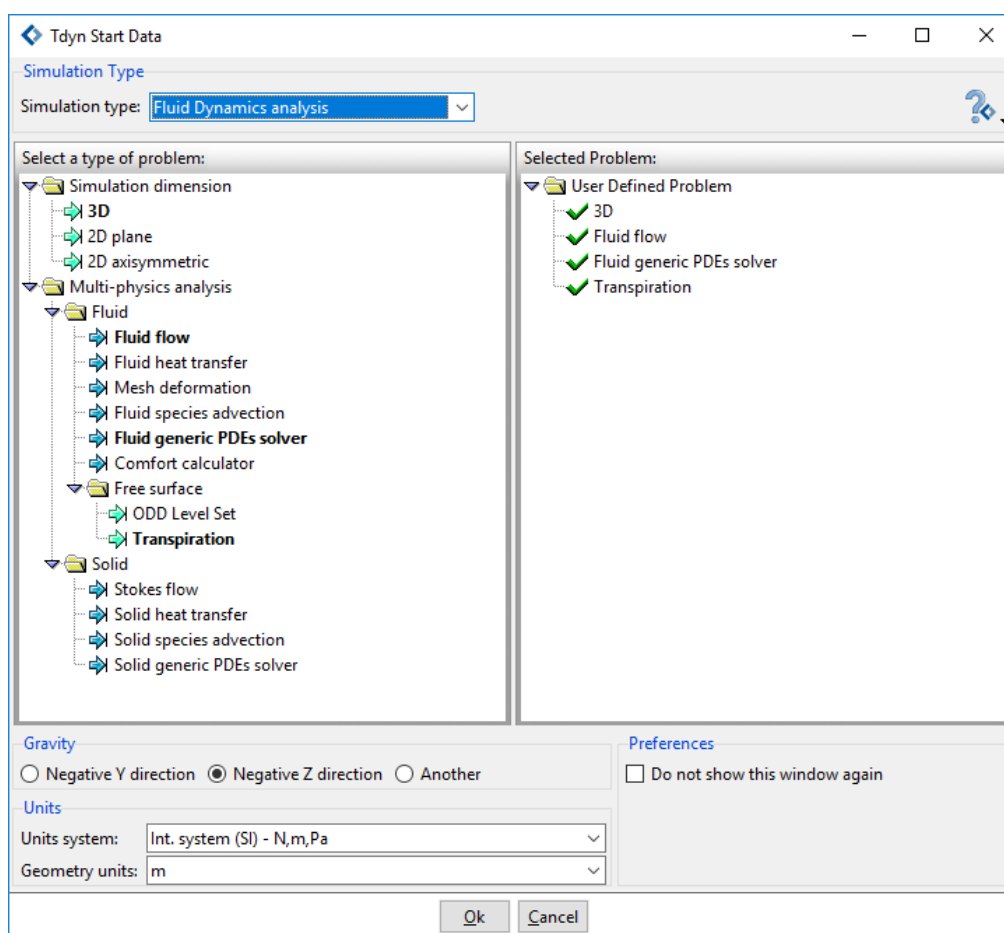 Tdyn Start Data
Simulation Type
Simulation type: Fluid Dynamics analysis
Select a type of problem:
Simulation dimension
3D
2D plane
2D axisymmetric
Multi-physics analysis
Fluid
Fluid flow
Fluid heat transfer
Mesh deformation
Fluid species advection
Fluid generic PDEs solver
Comfort calculator
Free surface
ODD Level Set
Transpiration
Solid
Stokes flow
Solid heat transfer
Solid species advection
Solid generic PDEs solver
Selected Problem:
User Defined Problem
3D
Fluid flow
Fluid generic PDEs solver
Transpiration
Gravity
Negative Y direction Negative Z direction Another
Units
Units system: Int. system (SI) - N,m,Pa
Geometry units: m
Preferences
Do not show this window again
Ok Cancel